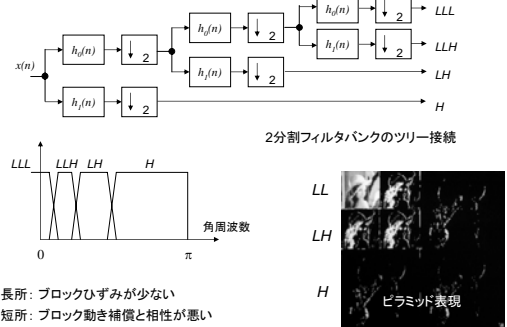 h0(n) ↓ 2 LLL
h0(n) ↓ 2
h1(n) ↓ 2 LLH
x(n) h0(n) ↓ 2
h1(n) ↓ 2 LH
h1(n) ↓ 2 H
2分割フィルタバンクのツリー接続
LLL LLH LH H
角周波数
0 π
LL
LH
H
ピラミッド表現
長所: ブロックひずみが少ない
短所: ブロック動き補償と相性が悪い